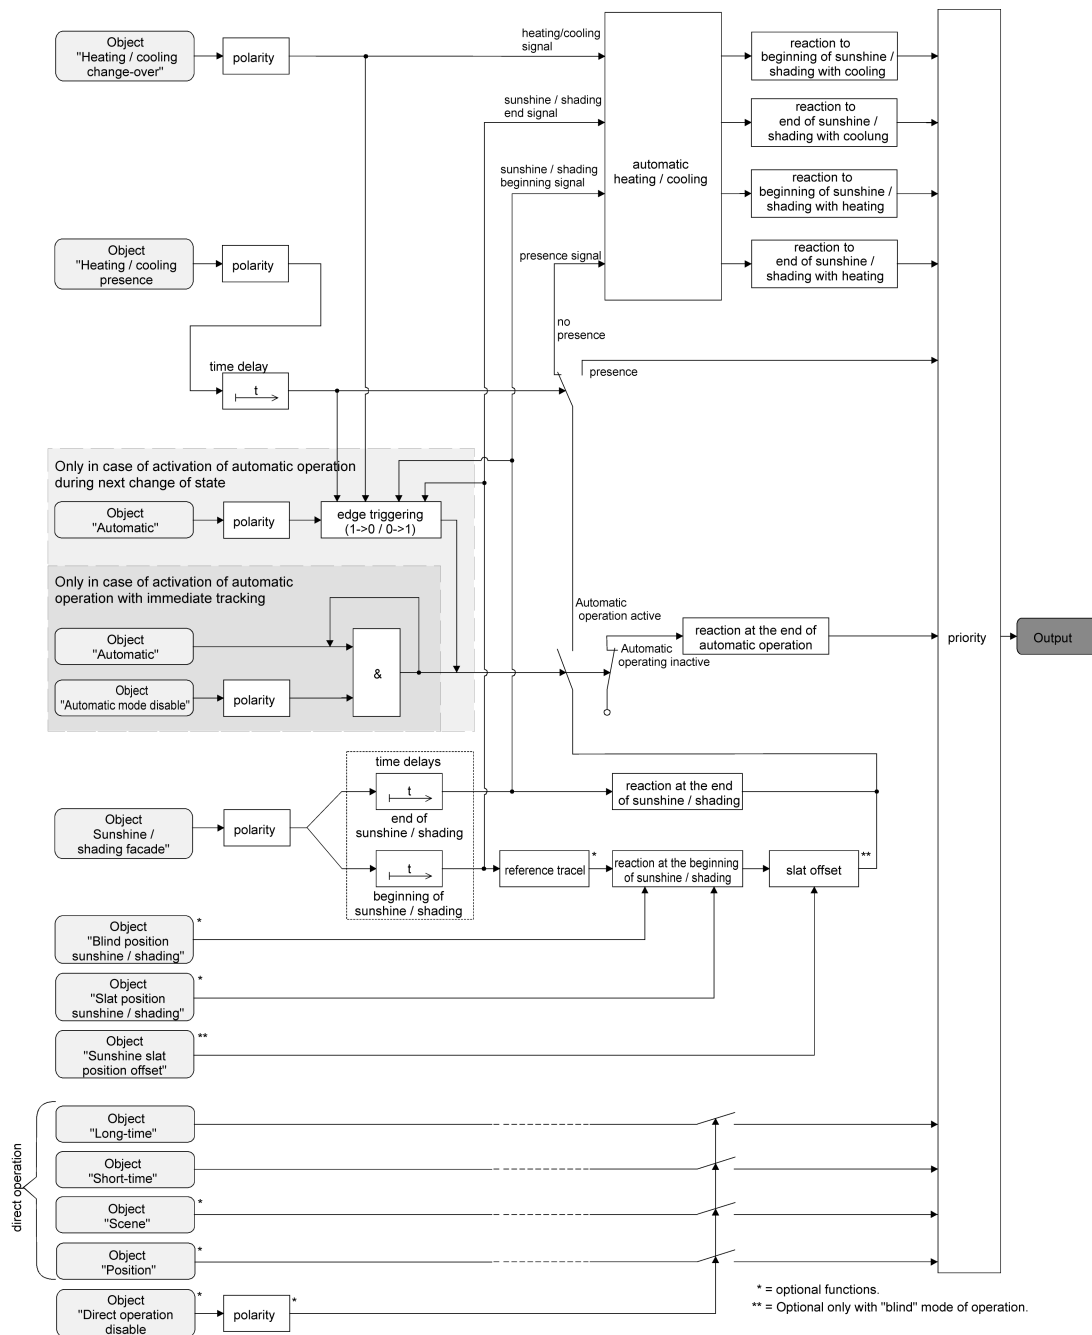 Object
"Heating / cooling
change-over"
polarity
heating/cooling
signal
sunshine / shading
end signal
sunshine / shading
beginning signal
presence signal
automatic
heating / cooling
reaction to
beginning of sunshine /
shading with cooling
reaction to
end of sunshine /
shading with coolung
reaction to
beginning of sunshine /
shading with heating
reaction to
end of sunshine /
shading with heating
Object
"Heating / cooling
presence
polarity
no
presence
presence
time delay
t
Only in case of activation of automatic operation
during next change of state
Object
"Automatic"
polarity
edge triggering
(1->0 / 0->1)
Only in case of activation of automatic
operation with immediate tracking
Object
"Automatic"
Object
"Automatic mode disable"
polarity
&
Automatic
operation active
Automatic
operating inactive
reaction at the end of
automatic operation
priority
Output
time delays
t
end of
sunshine / shading
t
beginning of
sunshine / shading
Object
Sunshine /
shading facade"
polarity
reaction at the end
of sunshine / shading
reference tracel
*
reaction at the beginning
of sunshine / shading
slat offset
**
Object
"Blind position
sunshine / shading"
*
Object
"Slat position
sunshine / shading"
*
Object
"Sunshine slat
position offset"
**
direct operation
Object
"Long-time"
Object
"Short-time"
Object
"Scene"
*
Object
"Position"
*
Object
"Direct operation
disable
*
polarity
*
* = optional functions.
** = Optional only with "blind" mode of operation.